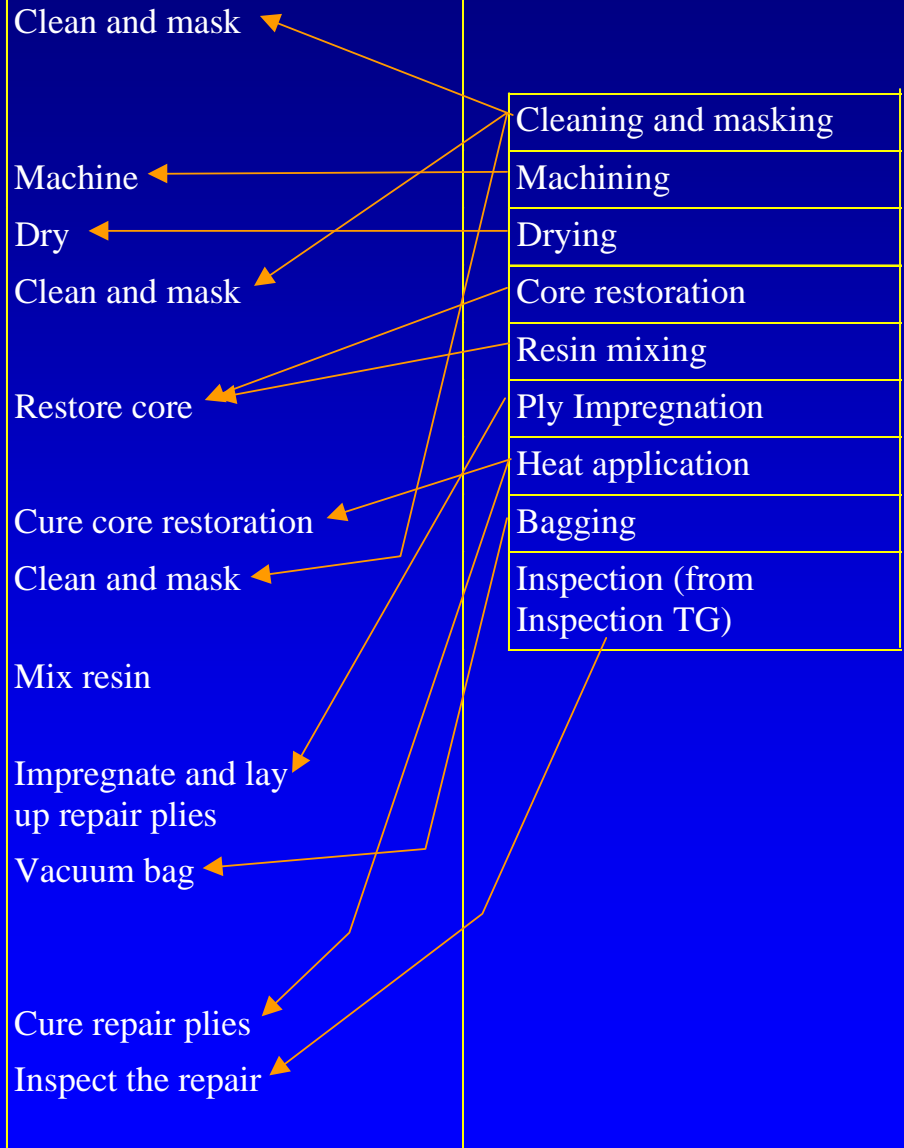 Clean and mask
Machine
Dry
Clean and mask
Restore core
Cure core restoration
Clean and mask
Mix resin
Impregnate and lay
up repair plies
Vacuum bag
Cure repair plies
Inspect the repair
Cleaning and masking
Machining
Drying
Core restoration
Resin mixing
Ply Impregnation
Heat application
Bagging
Inspection (from
Inspection TG)